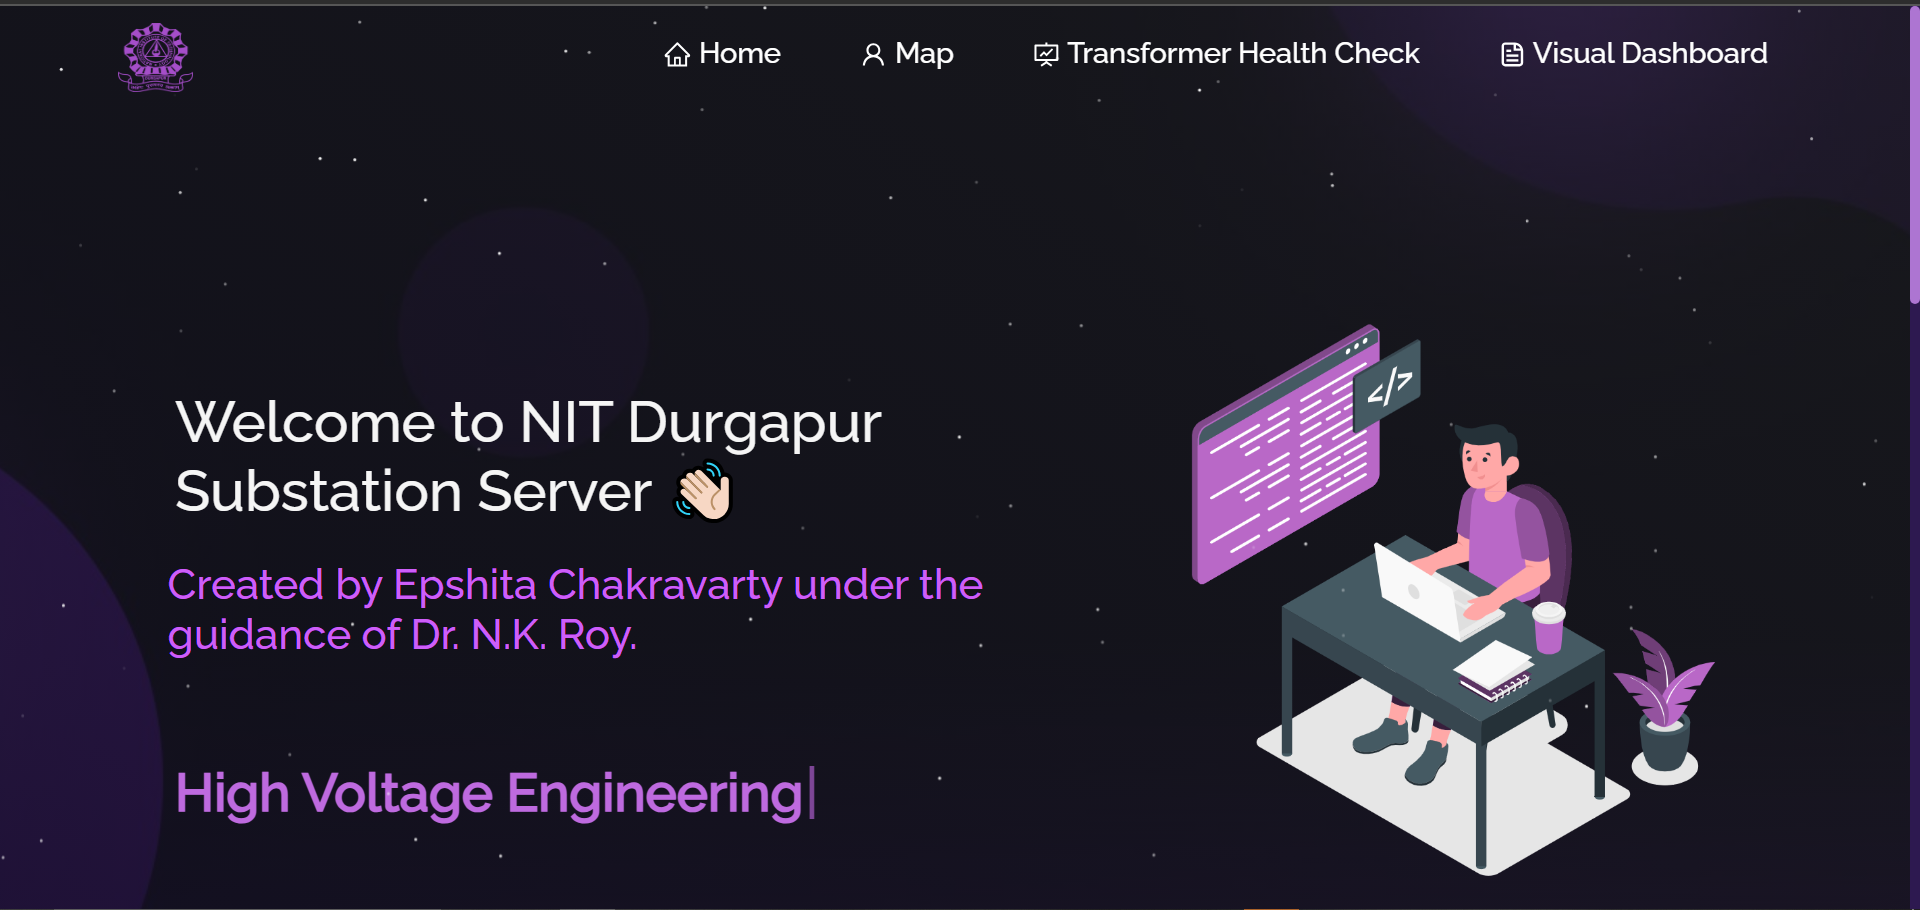 Home
Map
Transformer Health Check
Visual Dashboard
</>
Welcome to NIT Durgapur
Substation Server
Created by Epshita Chakravarty under the
guidance of Dr. N.K. Roy.
High Voltage Engineering